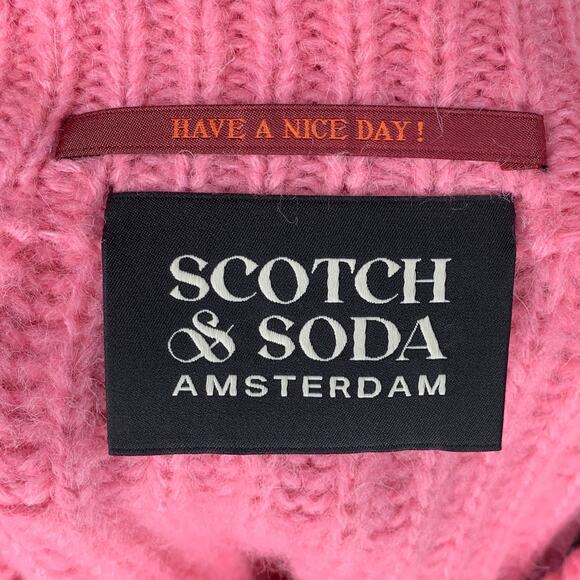 HAVE A NICE DAY!
SCOTCH
& SODA
AMSTERDAM